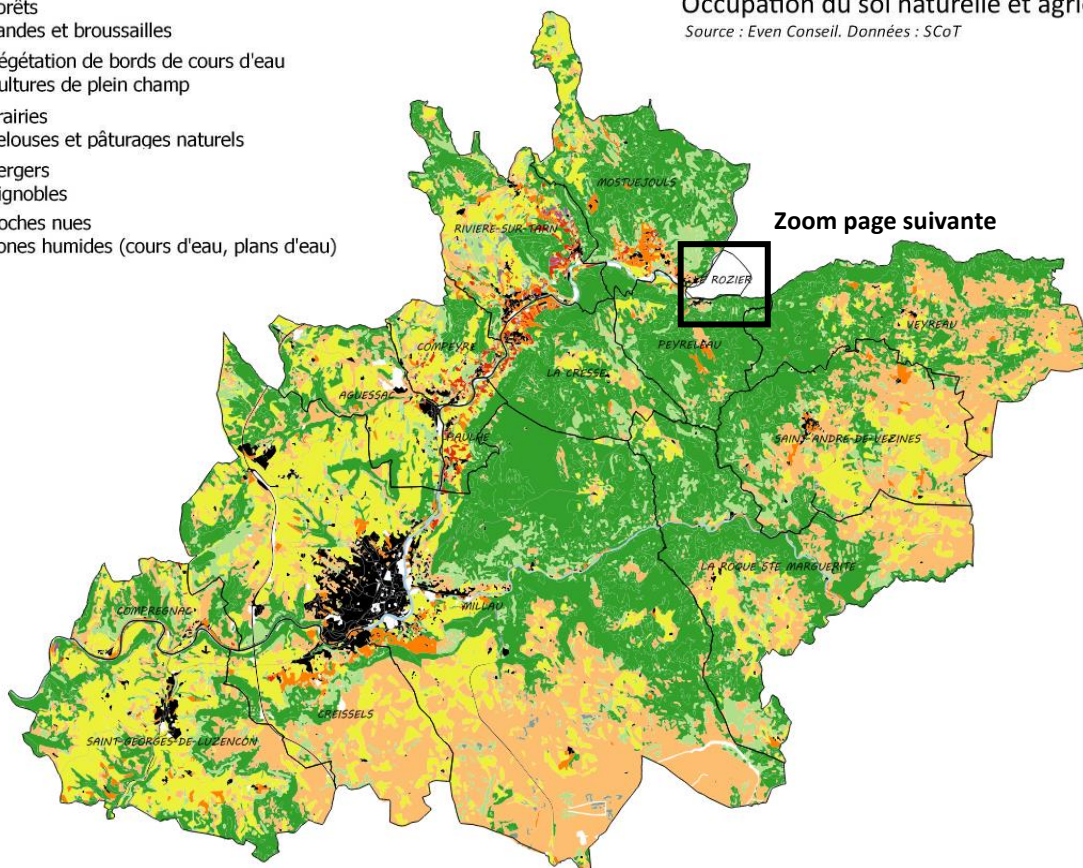 orêts
andes et broussailles
égétation de bords de cours d'eau
ultures de plein champ
rairies
elouses et pâturages naturels
ergers
ignobles
oches nues
ones humides (cours d'eau, plans d'eau)
Occupation du sol naturelle et agri
Source : Even Conseil. Données : SCoT
Zoom page suivante
MOSTUEJOULS
RIVIERE-SUR-TARN
ROZIER
VEYREAU
PEYRELEAU
COMPEYRE
LA CRESSE
AGUESSAC
PAULHE
SAINT-ANDRE-DE-VEZINES
LA ROQUE STE MARGUERITE
COMPREGNAC
MILLAU
CREISSELS
SAINT-GEORGES-DE-LUZENCON